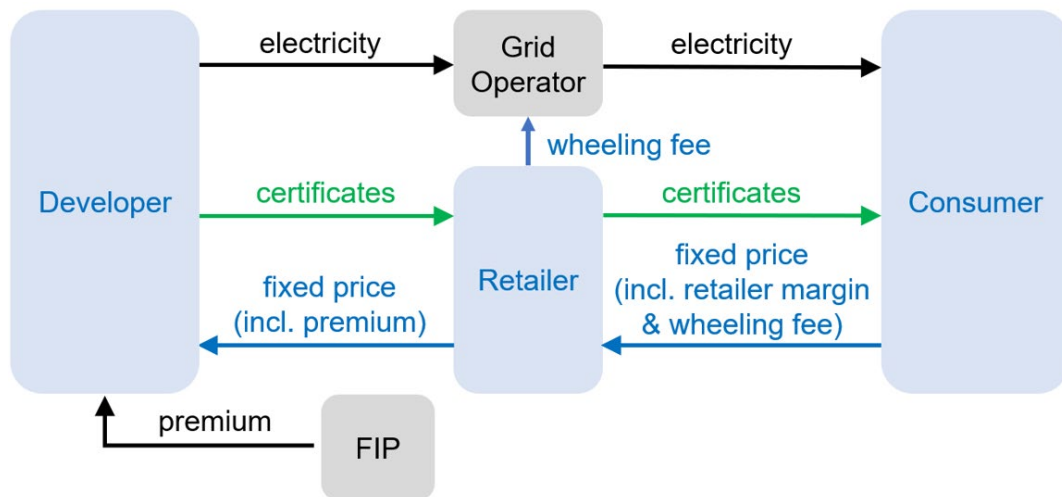 electricity
Grid
Operator
electricity
wheeling fee
Developer
certificates
Retailer
certificates
Consumer
fixed price
(incl. premium)
fixed price
(incl. retailer margin
& wheeling fee)
premium
FIP